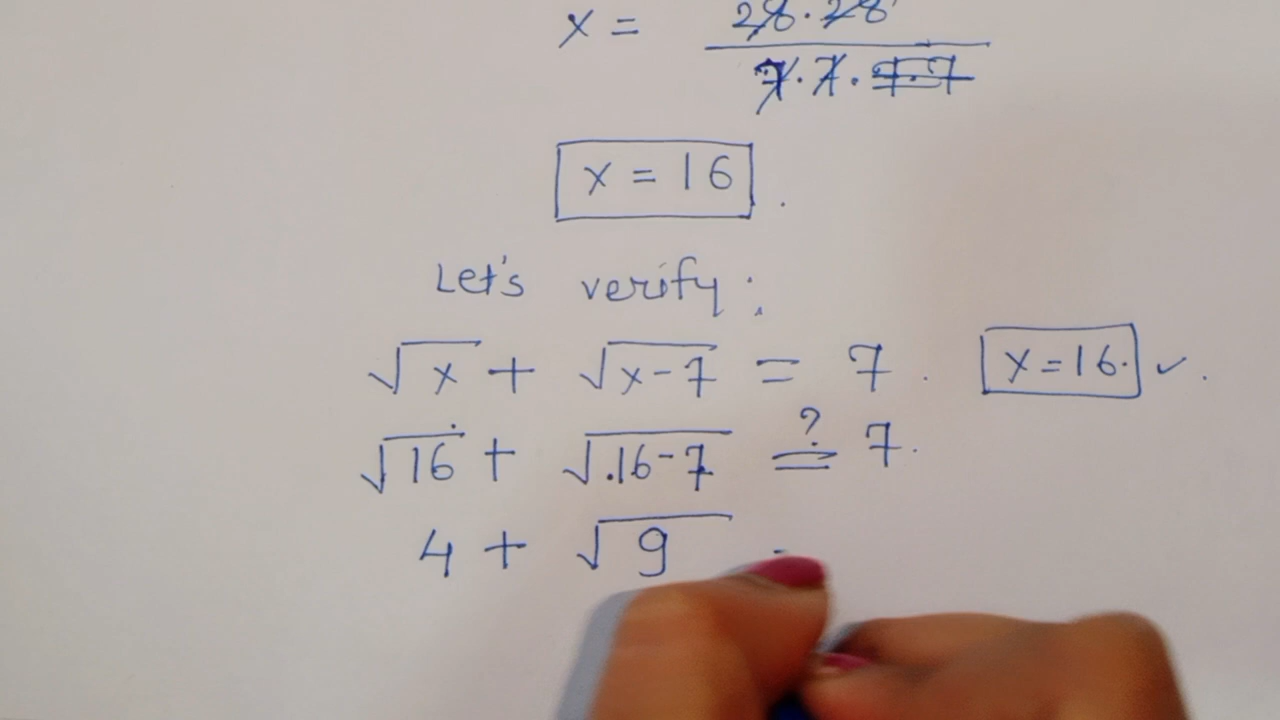 x = 28·28 / 7·7·7·7
x = 16.
Let's verify;
√x + √x-7 = 7. x=16. ✓.
√16 + √.16-7 ?= 7.
4 + √9